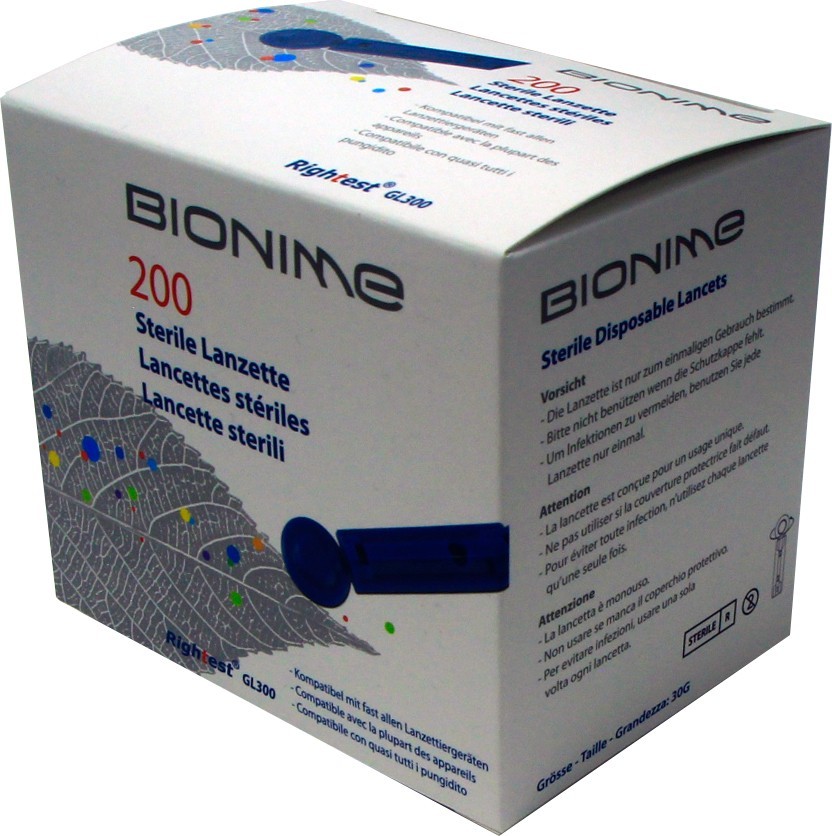 BIONIME
200
Sterile Lanzette
Lancettes stériles
Lancette sterili
- Kompatibel mit fast allen
Lanzettiergeräten
- Compatible avec la plupart des
appareils
- Compatibile con quasi tutti i
pungidito
Rightest® GL300
BIONIME
200
Sterile Lanzette
Lancettes stériles
Lancette sterili
Rightest® GL300
- Kompatibel mit fast allen Lanzettiergeräten
- Compatible avec la plupart des appareils
- Compatibile con quasi tutti i pungidito
BIONIME
Sterile Disposable Lancets
Vorsicht
- Die Lanzette ist nur zum einmaligen Gebrauch bestimmt.
- Bitte nicht benützen wenn die Schutzkappe fehlt.
- Um Infektionen zu vermeiden, benutzen Sie jede
Lanzette nur einmal.
Attention
- La lancette est conçue pour un usage unique.
- Ne pas utiliser si la couverture protectrice fait défaut.
- Pour éviter toute infection, n'utilisez chaque lancette
qu'une seule fois.
Attenzione
- La lancetta è monouso.
- Non usare se manca il coperchio protettivo.
- Per evitare infezioni, usare una sola
volta ogni lancetta.
STERILE R
2
Grösse - Taille - Grandezza: 30G